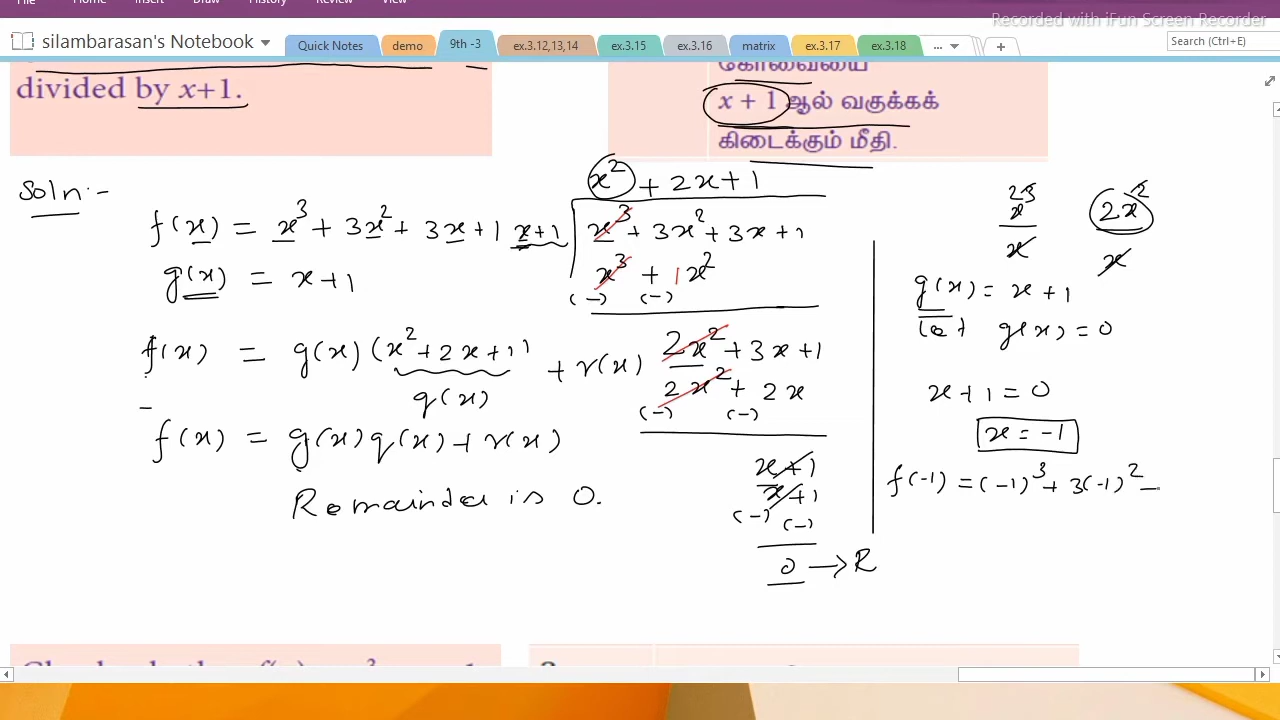 File Home Insert Draw History Review View
Recorded with iFun Screen Recorder
silambarasan's Notebook
Quick Notes demo 9th -3 ex.3.12,13,14 ex.3.15 ex.3.16 matrix ex.3.17 ex.3.18 ...
Search (Ctrl+E)
divided by x+1.
கோவையை
x + 1 ஆல் வகுக்கக்
கிடைக்கும் மீதி.
Soln:-
f(x) = x³ + 3x² + 3x + 1
g(x) = x + 1
f(x) = g(x) (x² + 2x + 1) + r(x)
q(x)
f(x) = g(x) q(x) + r(x)
Remainder is 0.
x² + 2x + 1
x+1 x³ + 3x² + 3x + 1
x³ + 1x²
(-) (-)
2x² + 3x + 1
2x² + 2x
(-) (-)
x+1
x+1
(-) (-)
0 → R
x³ 2
x
2x²
x
g(x) = x + 1
g(x) = 0
x + 1 = 0
x = -1
f(-1) = (-1)³ + 3(-1)² -